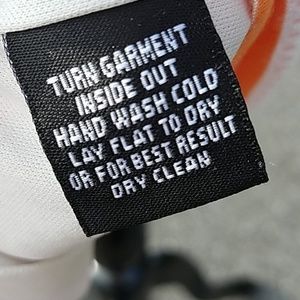 TURN GARMENT
INSIDE OUT
HAND WASH COLD
LAY FLAT TO DRY
OR FOR BEST RESULT
DRY CLEAN